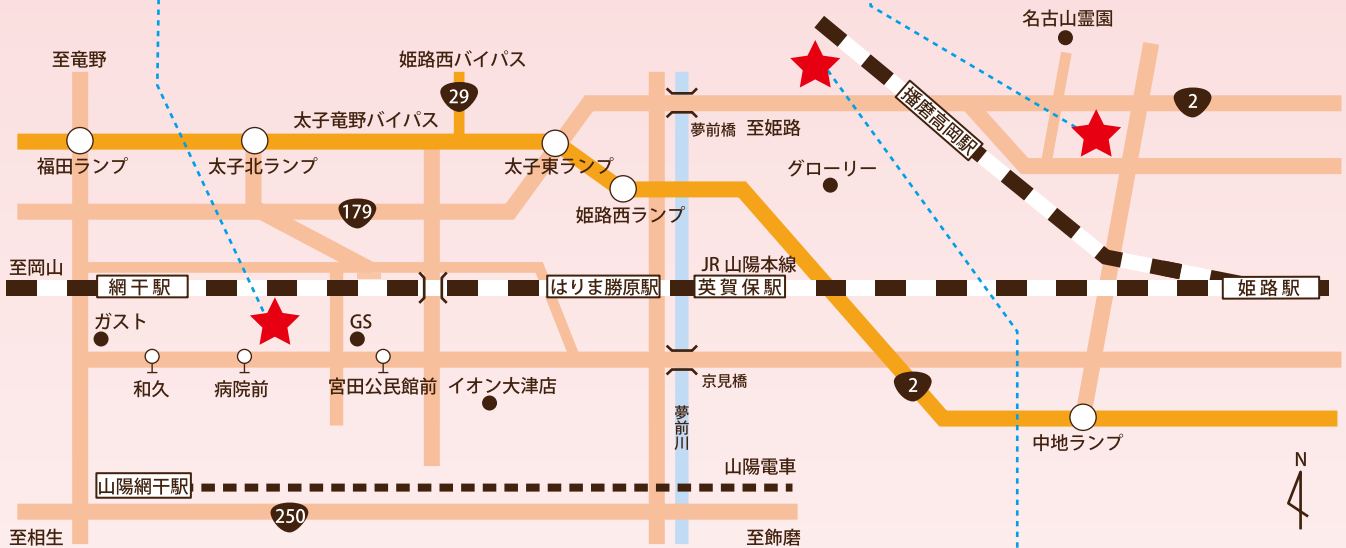 名古山霊園
至竜野
姫路西バイパス
29
2
太子竜野バイパス
夢前橋
至姫路
播磨高岡駅
福田ランプ
太子北ランプ
太子東ランプ
グローリー
179
姫路西ランプ
至岡山
JR 山陽本線
網干駅
はりま勝原駅
英賀保駅
姫路駅
ガスト
GS
和久
病院前
宮田公民館前
イオン大津店
京見橋
2
夢前川
中地ランプ
山陽電車
N
山陽網干駅
250
至相生
至飾磨